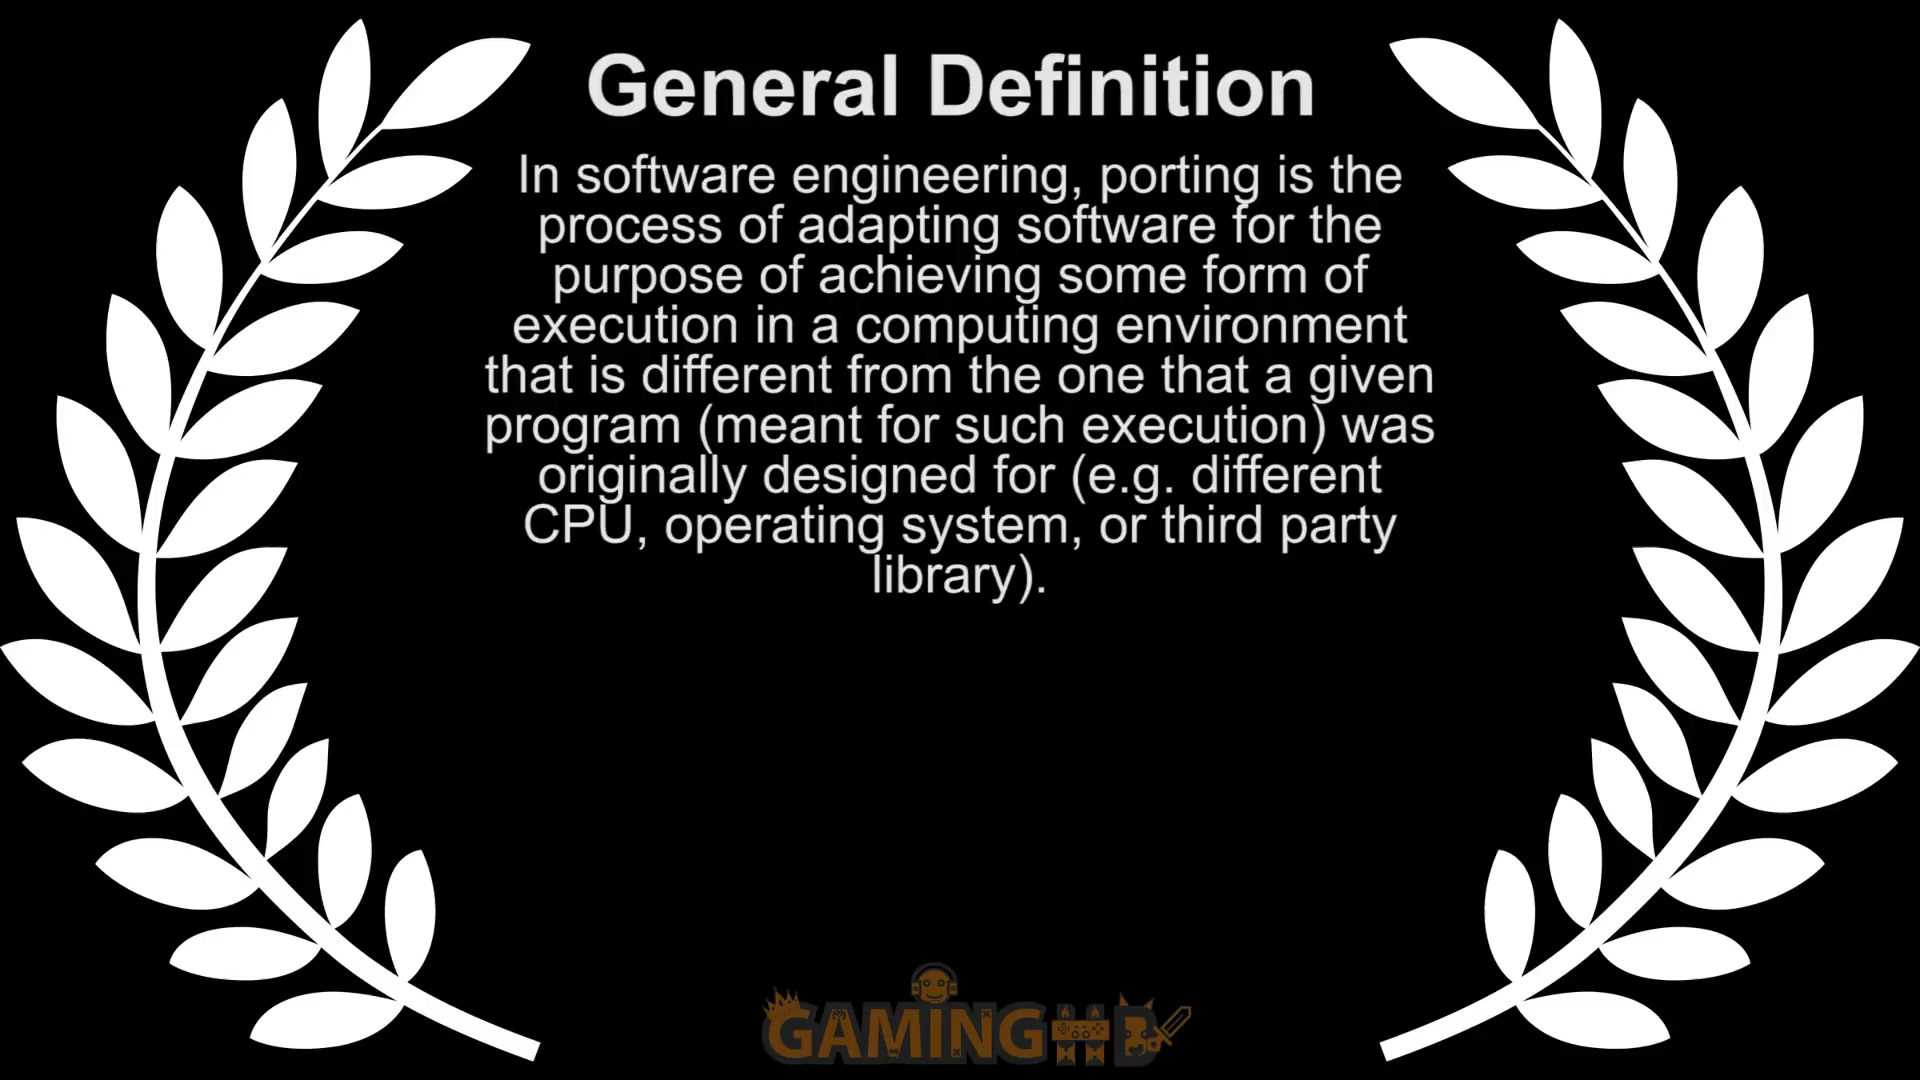 General Definition
In software engineering, porting is the
process of adapting software for the
purpose of achieving some form of
execution in a computing environment
that is different from the one that a given
program (meant for such execution) was
originally designed for (e.g. different
CPU, operating system, or third party
library).
GAMING HD